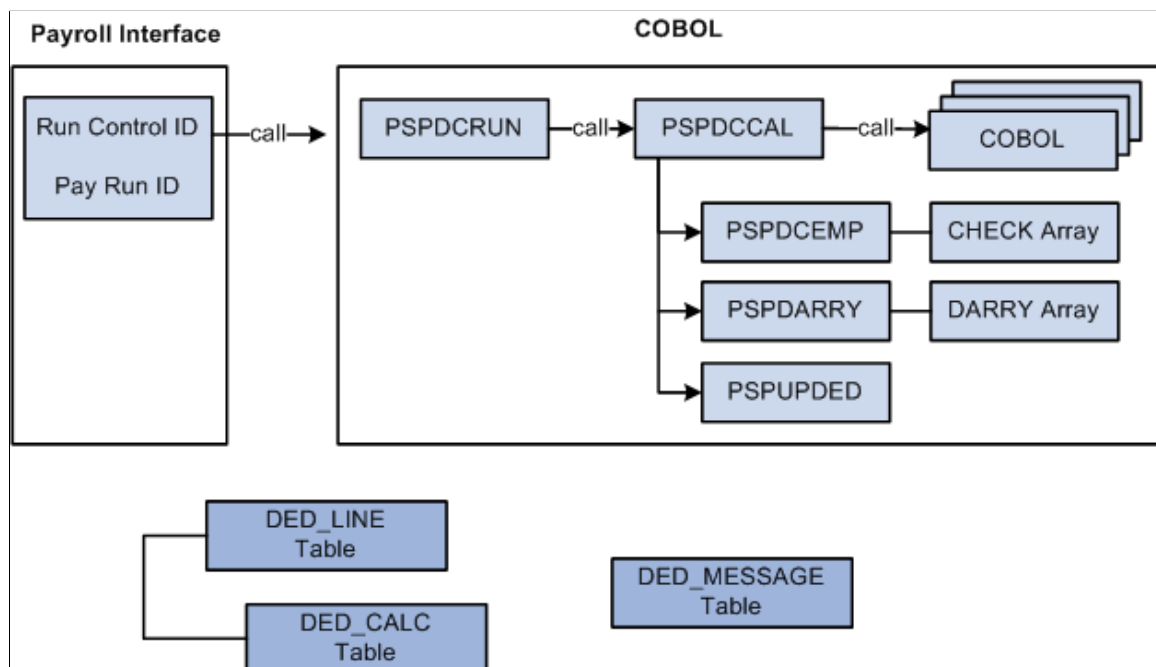 Payroll Interface
COBOL
Run Control ID
Pay Run ID
call
PSPDCRUN
call
PSPDCCAL
call
COBOL
PSPDCEMP
CHECK Array
PSPDARRY
DARRY Array
PSPUPDED
DED_LINE
Table
DED_CALC
Table
DED_MESSAGE
Table